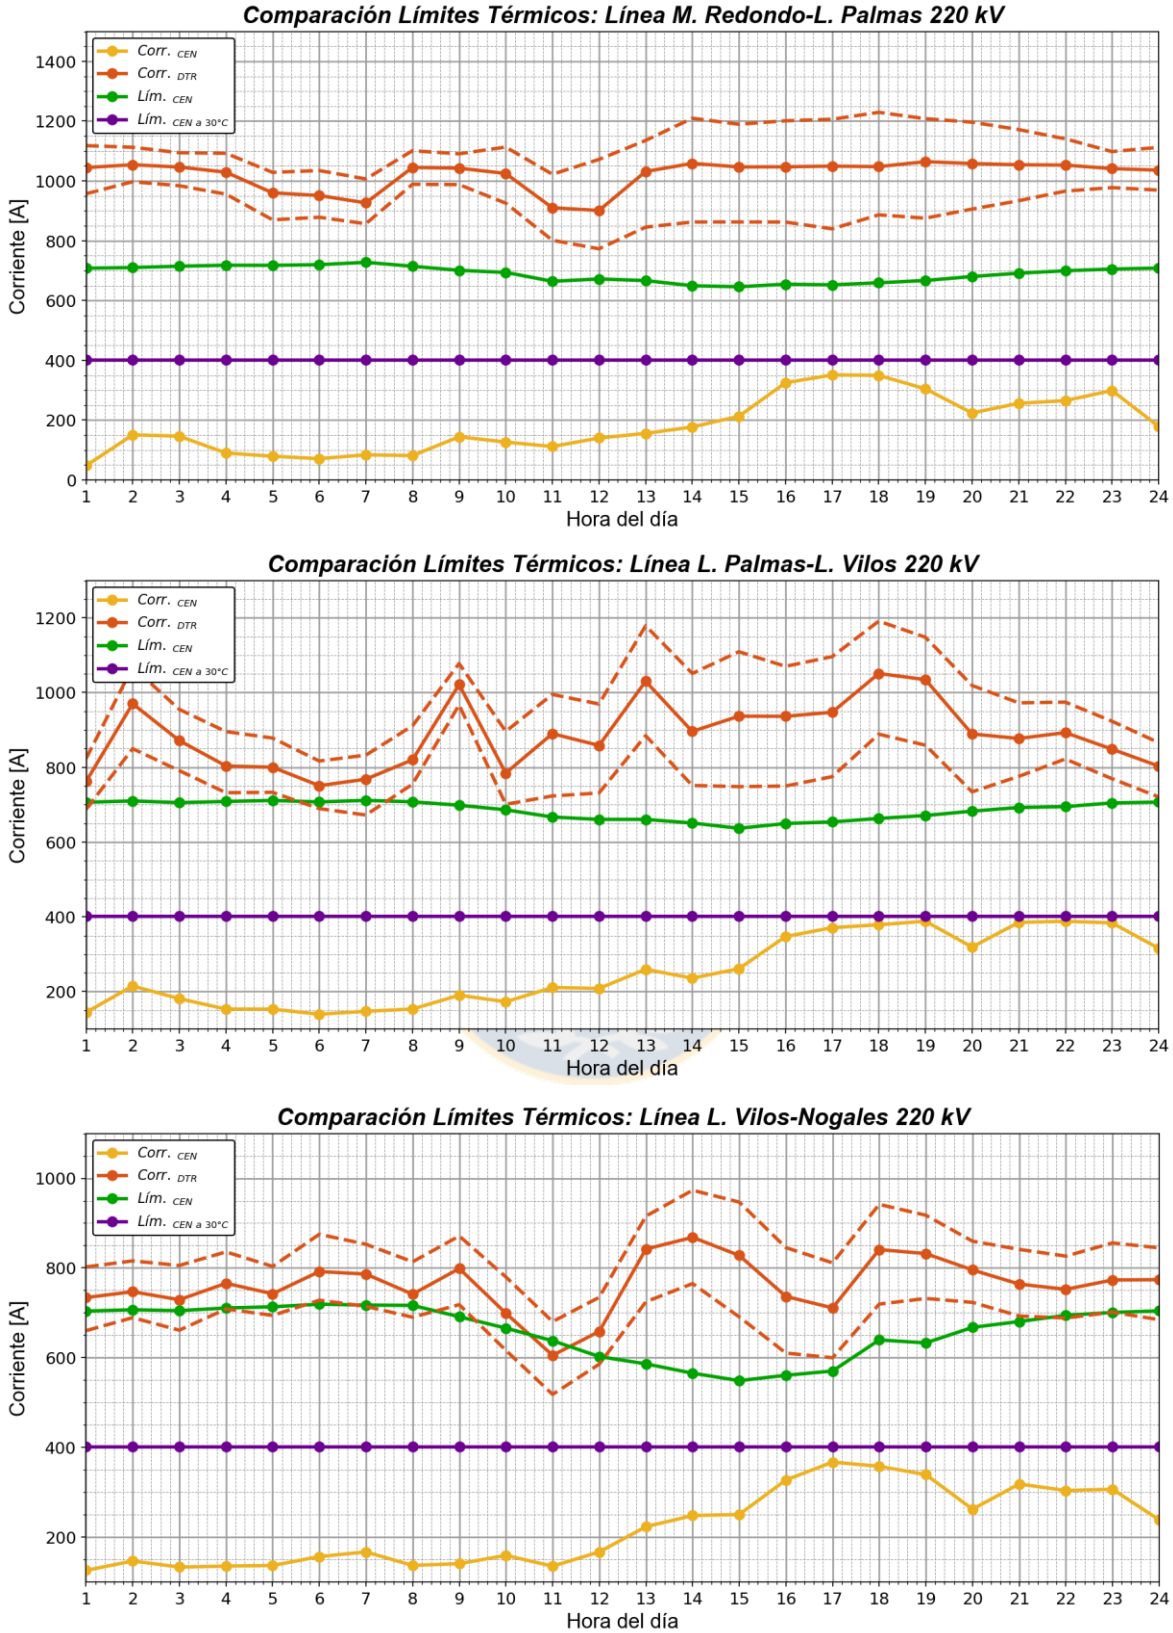 Comparación Límites Térmicos: Línea M. Redondo-L. Palmas 220 kV
Corr. CEN
Corr. DTR
Lím. CEN
Lím. CEN a 30°C
Corriente [A]
1400
1200
1000
800
600
400
200
0
1 2 3 4 5 6 7 8 9 10 11 12 13 14 15 16 17 18 19 20 21 22 23 24
Hora del día
Comparación Límites Térmicos: Línea L. Palmas-L. Vilos 220 kV
Corr. CEN
Corr. DTR
Lím. CEN
Lím. CEN a 30°C
Corriente [A]
1200
1000
800
600
400
200
1 2 3 4 5 6 7 8 9 10 11 12 13 14 15 16 17 18 19 20 21 22 23 24
Hora del día
Comparación Límites Térmicos: Línea L. Vilos-Nogales 220 kV
Corr. CEN
Corr. DTR
Lím. CEN
Lím. CEN a 30°C
Corriente [A]
1000
800
600
400
200
1 2 3 4 5 6 7 8 9 10 11 12 13 14 15 16 17 18 19 20 21 22 23 24
Hora del día